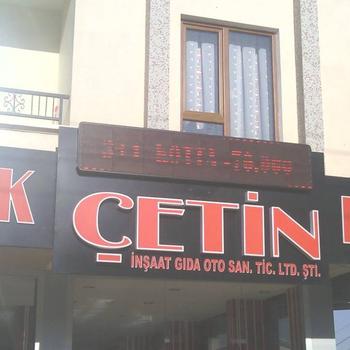 K
ÇETİN
İNŞAAT GIDA OTO SAN. TİC. LTD. ŞTİ.